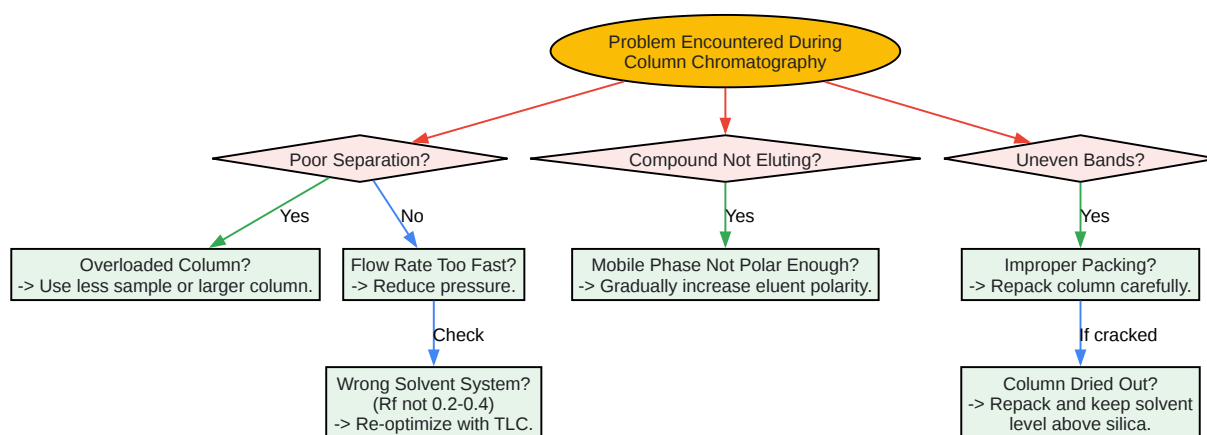 Problem Encountered During
Column Chromatography
Poor Separation?
Compound Not Eluting?
Uneven Bands?
Yes
No
Yes
Yes
Overloaded Column?
-> Use less sample or larger column.
Flow Rate Too Fast?
-> Reduce pressure.
Mobile Phase Not Polar Enough?
-> Gradually increase eluent polarity.
Improper Packing?
-> Repack column carefully.
Check
If cracked
Wrong Solvent System?
(Rf not 0.2-0.4)
-> Re-optimize with TLC.
Column Dried Out?
-> Repack and keep solvent
level above silica.